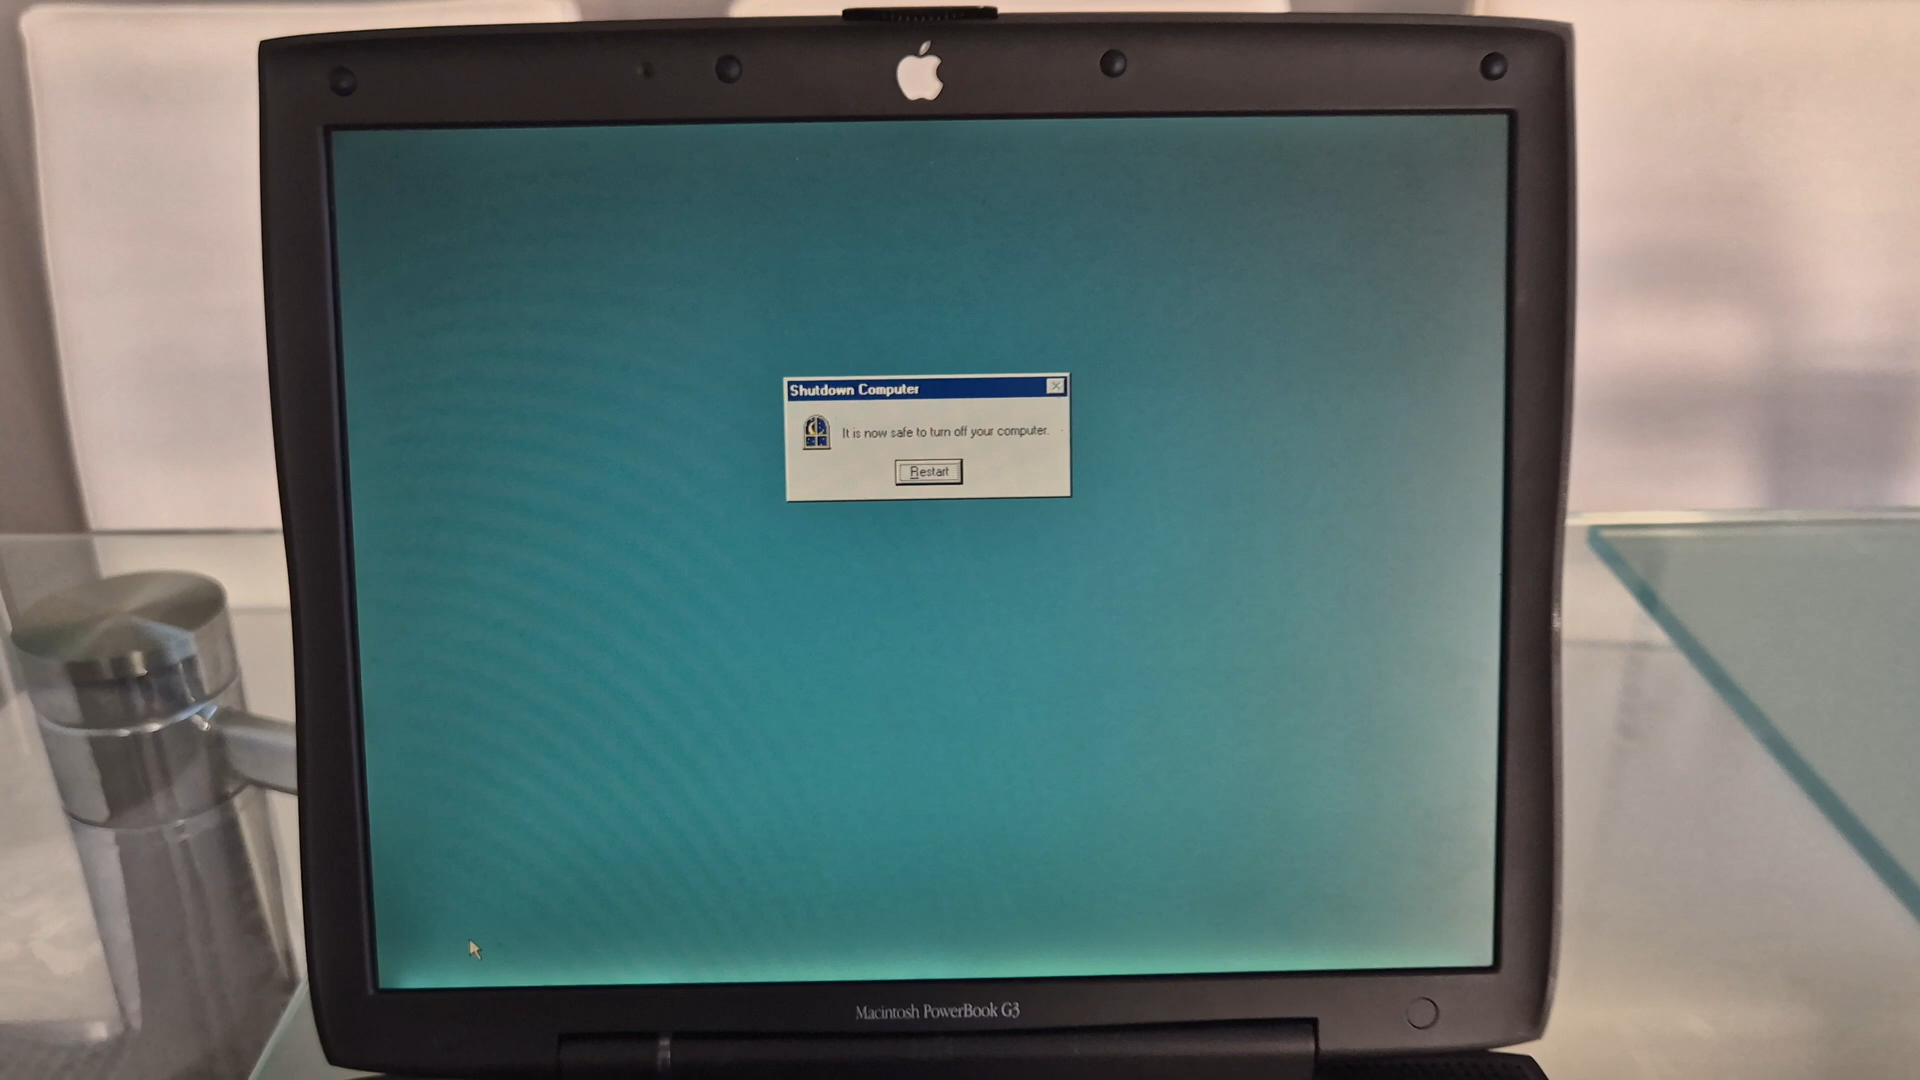 Shutdown Computer
It is now safe to turn off your computer.
Restart
Macintosh PowerBook G3